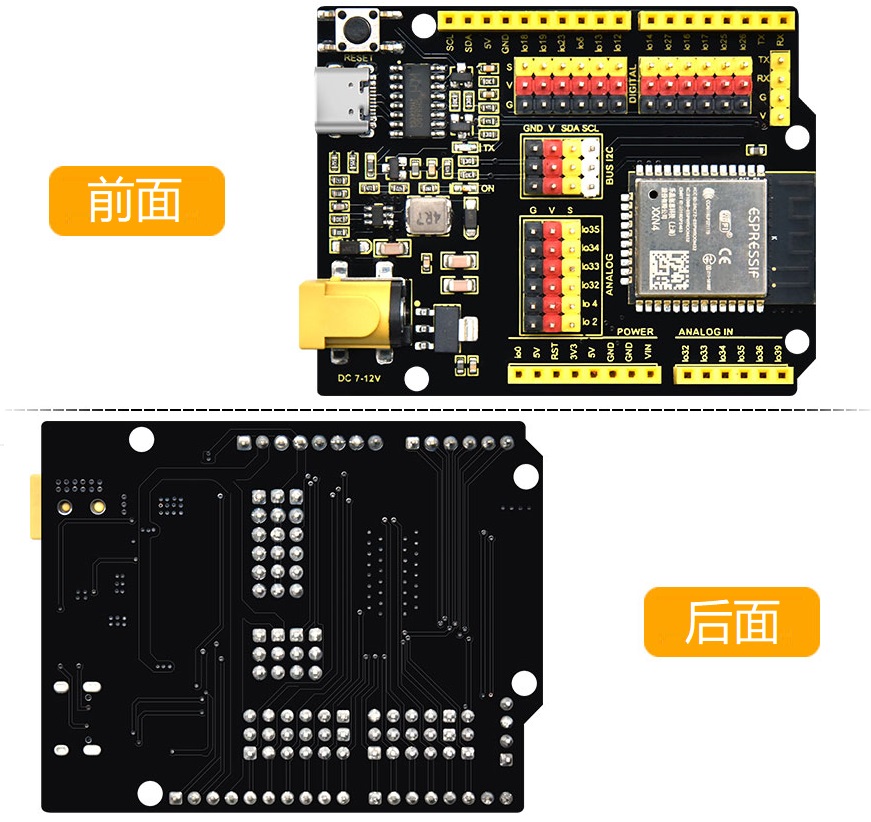 RESET
SCL SDA 5V GND Io18 Io19 Io23 Io5 Io13 Io12
Io14 Io27 Io16 Io17 Io25 Io26 TX RX
S
V
G
DIGITAL
TX
RX
G
V
TX
GND V SDA SCL
BUS I2C
ON
4R7
G V S
Io35
Io34
Io33
Io32
Io 4
Io 2
ANALOG
ESPRESSIF
CE
XXN4
POWER
ANALOG IN
Io0 5V RST 3V3 5V GND GND VIN
Io32 Io33 Io34 Io35 Io36 Io39
DC 7-12V
前面
后面